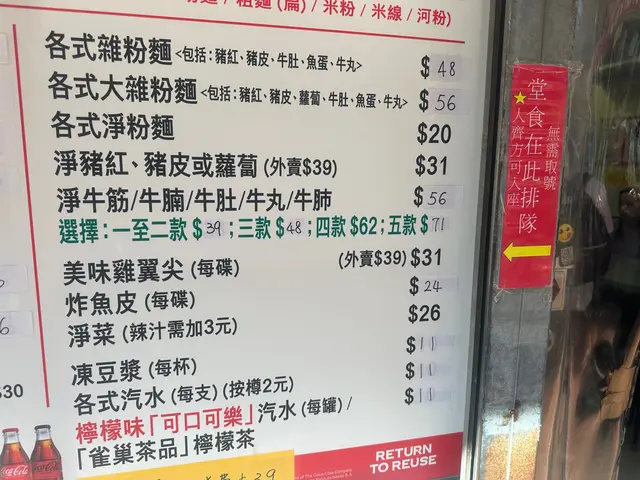 / 粗麵 (扁) / 米粉 / 米線 / 河粉)
各式雜粉麵 <包括：豬紅、豬皮、牛肚、魚蛋、牛丸> $ 48
各式大雜粉麵 <包括：豬紅、豬皮、蘿蔔、牛肚、魚蛋、牛丸> $ 56
各式淨粉麵 $20
淨豬紅、豬皮或蘿蔔 (外賣$39) $31
淨牛筋/牛腩/牛肚/牛丸/牛肺 $ 56
選擇：一至二款 $39；三款 $48；四款 $62；五款 $71
美味雞翼尖 (每碟) (外賣$39) $31
炸魚皮 (每碟) $ 24
淨菜 (辣汁需加3元) $26
凍豆漿 (每杯) $11
各式汽水 (每支) (按樽2元) $11
檸檬味「可口可樂」汽水 (每罐) / $11
「雀巢茶品」檸檬茶
RETURN
TO REUSE
Coca-Cola
堂食在此排隊
無需取號
人齊方可入座